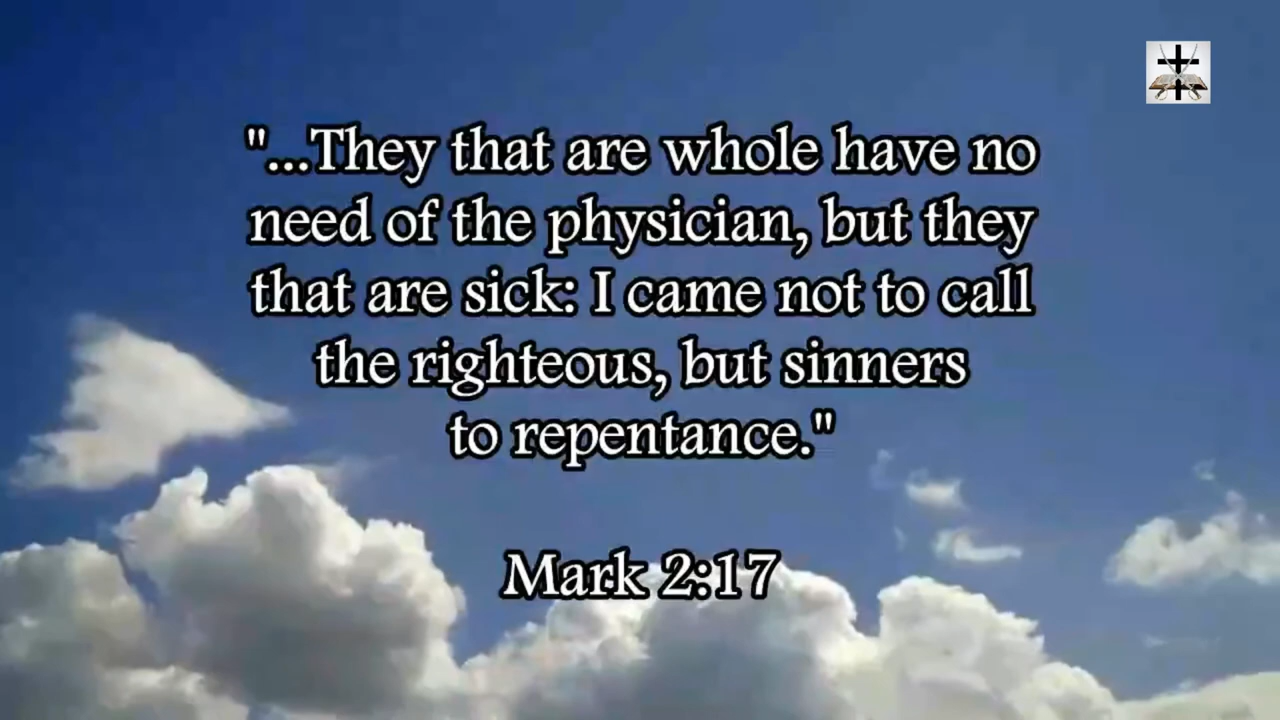 "...They that are whole have no
need of the physician, but they
that are sick: I came not to call
the righteous, but sinners
to repentance."
Mark 2:17